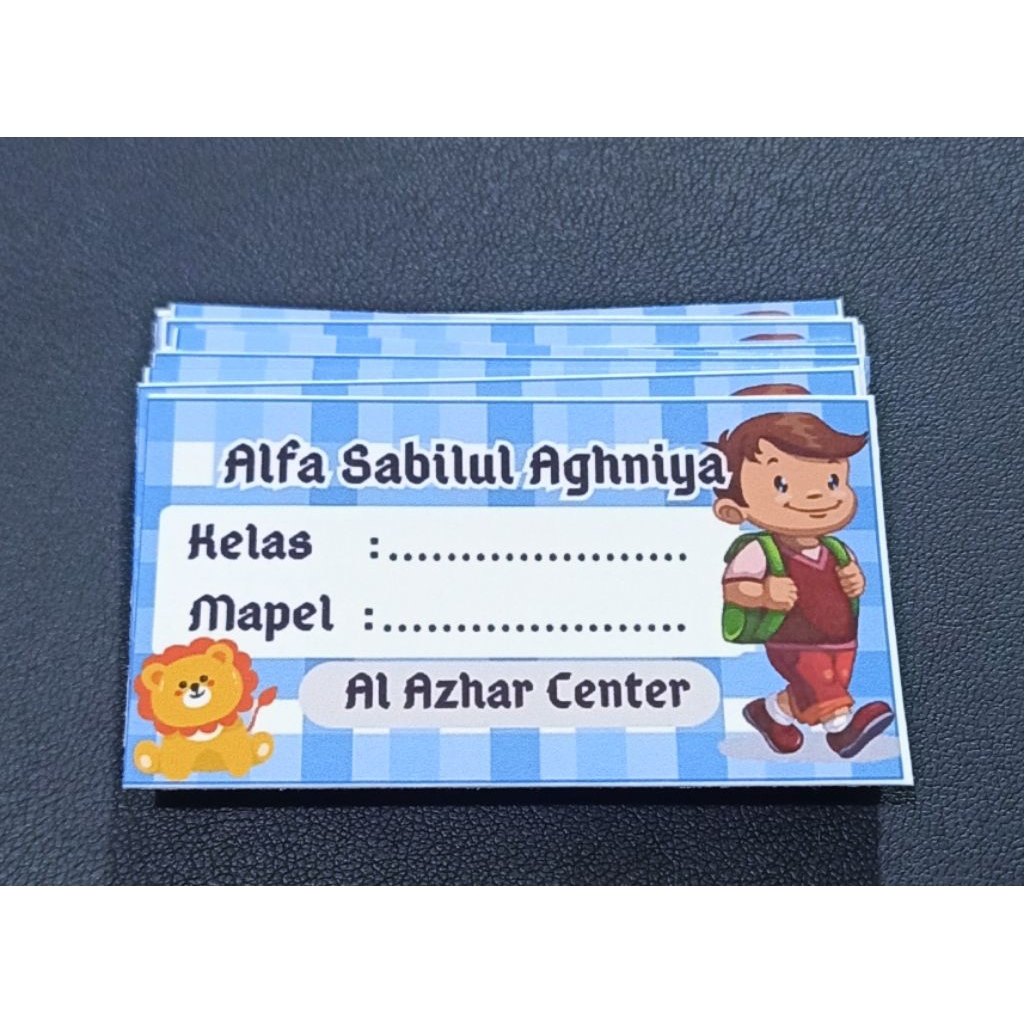 Alfa Sabilul Aghniya
Kelas :.....................
Mapel :.....................
Al Azhar Center